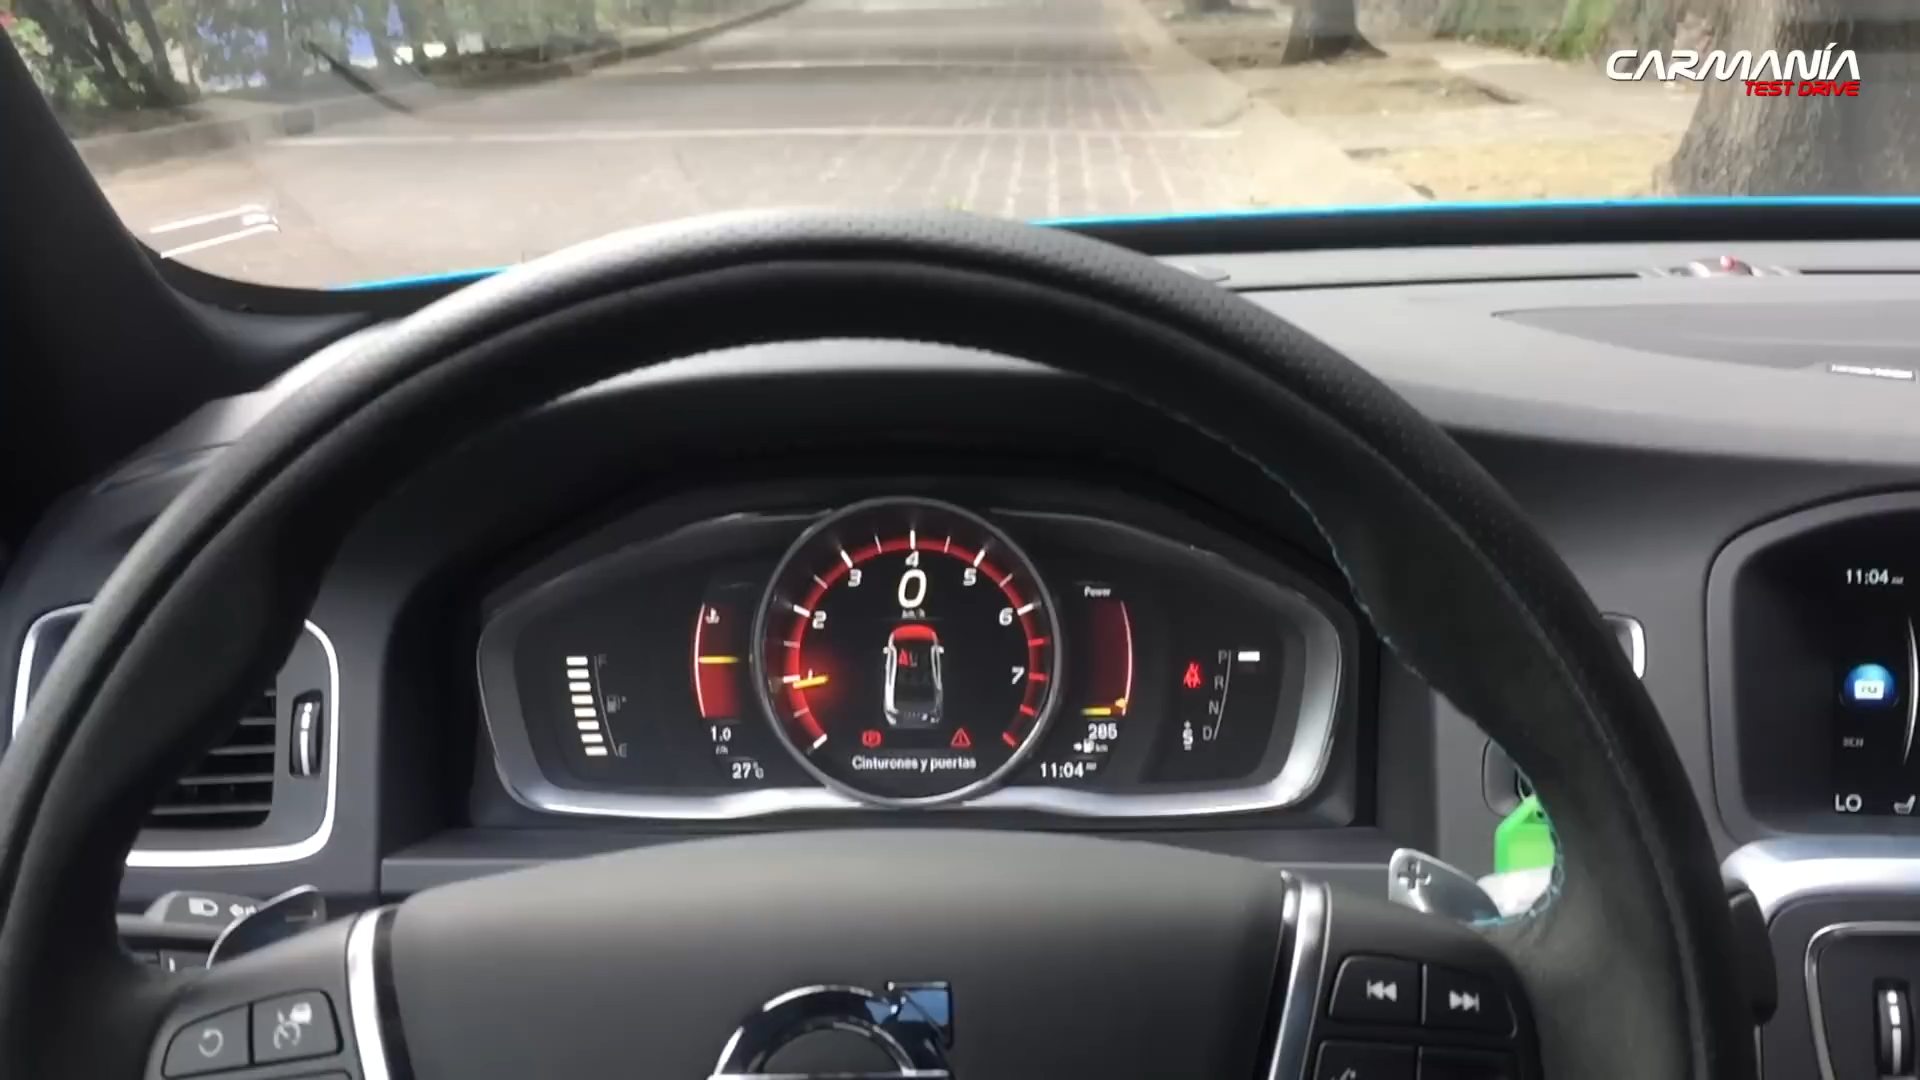 CARMANÍA
TEST DRIVE
11:04
4
3
5
0
km/h
2
6
1
7
Power
F
E
P
R
N
D
+
S
-
1.0
27°C
285
km
11:04
Cinturones y puertas
LO